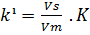 k¹ = Vs/Vm . K